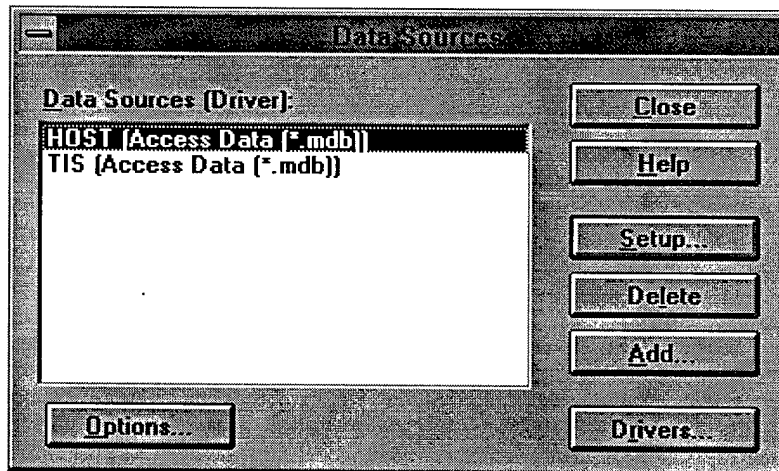 Data Sources
Data Sources (Driver):
HOST (Access Data (*.mdb))
TIS (Access Data (*.mdb))
Close
Help
Setup...
Delete
Add...
Options...
Drivers...